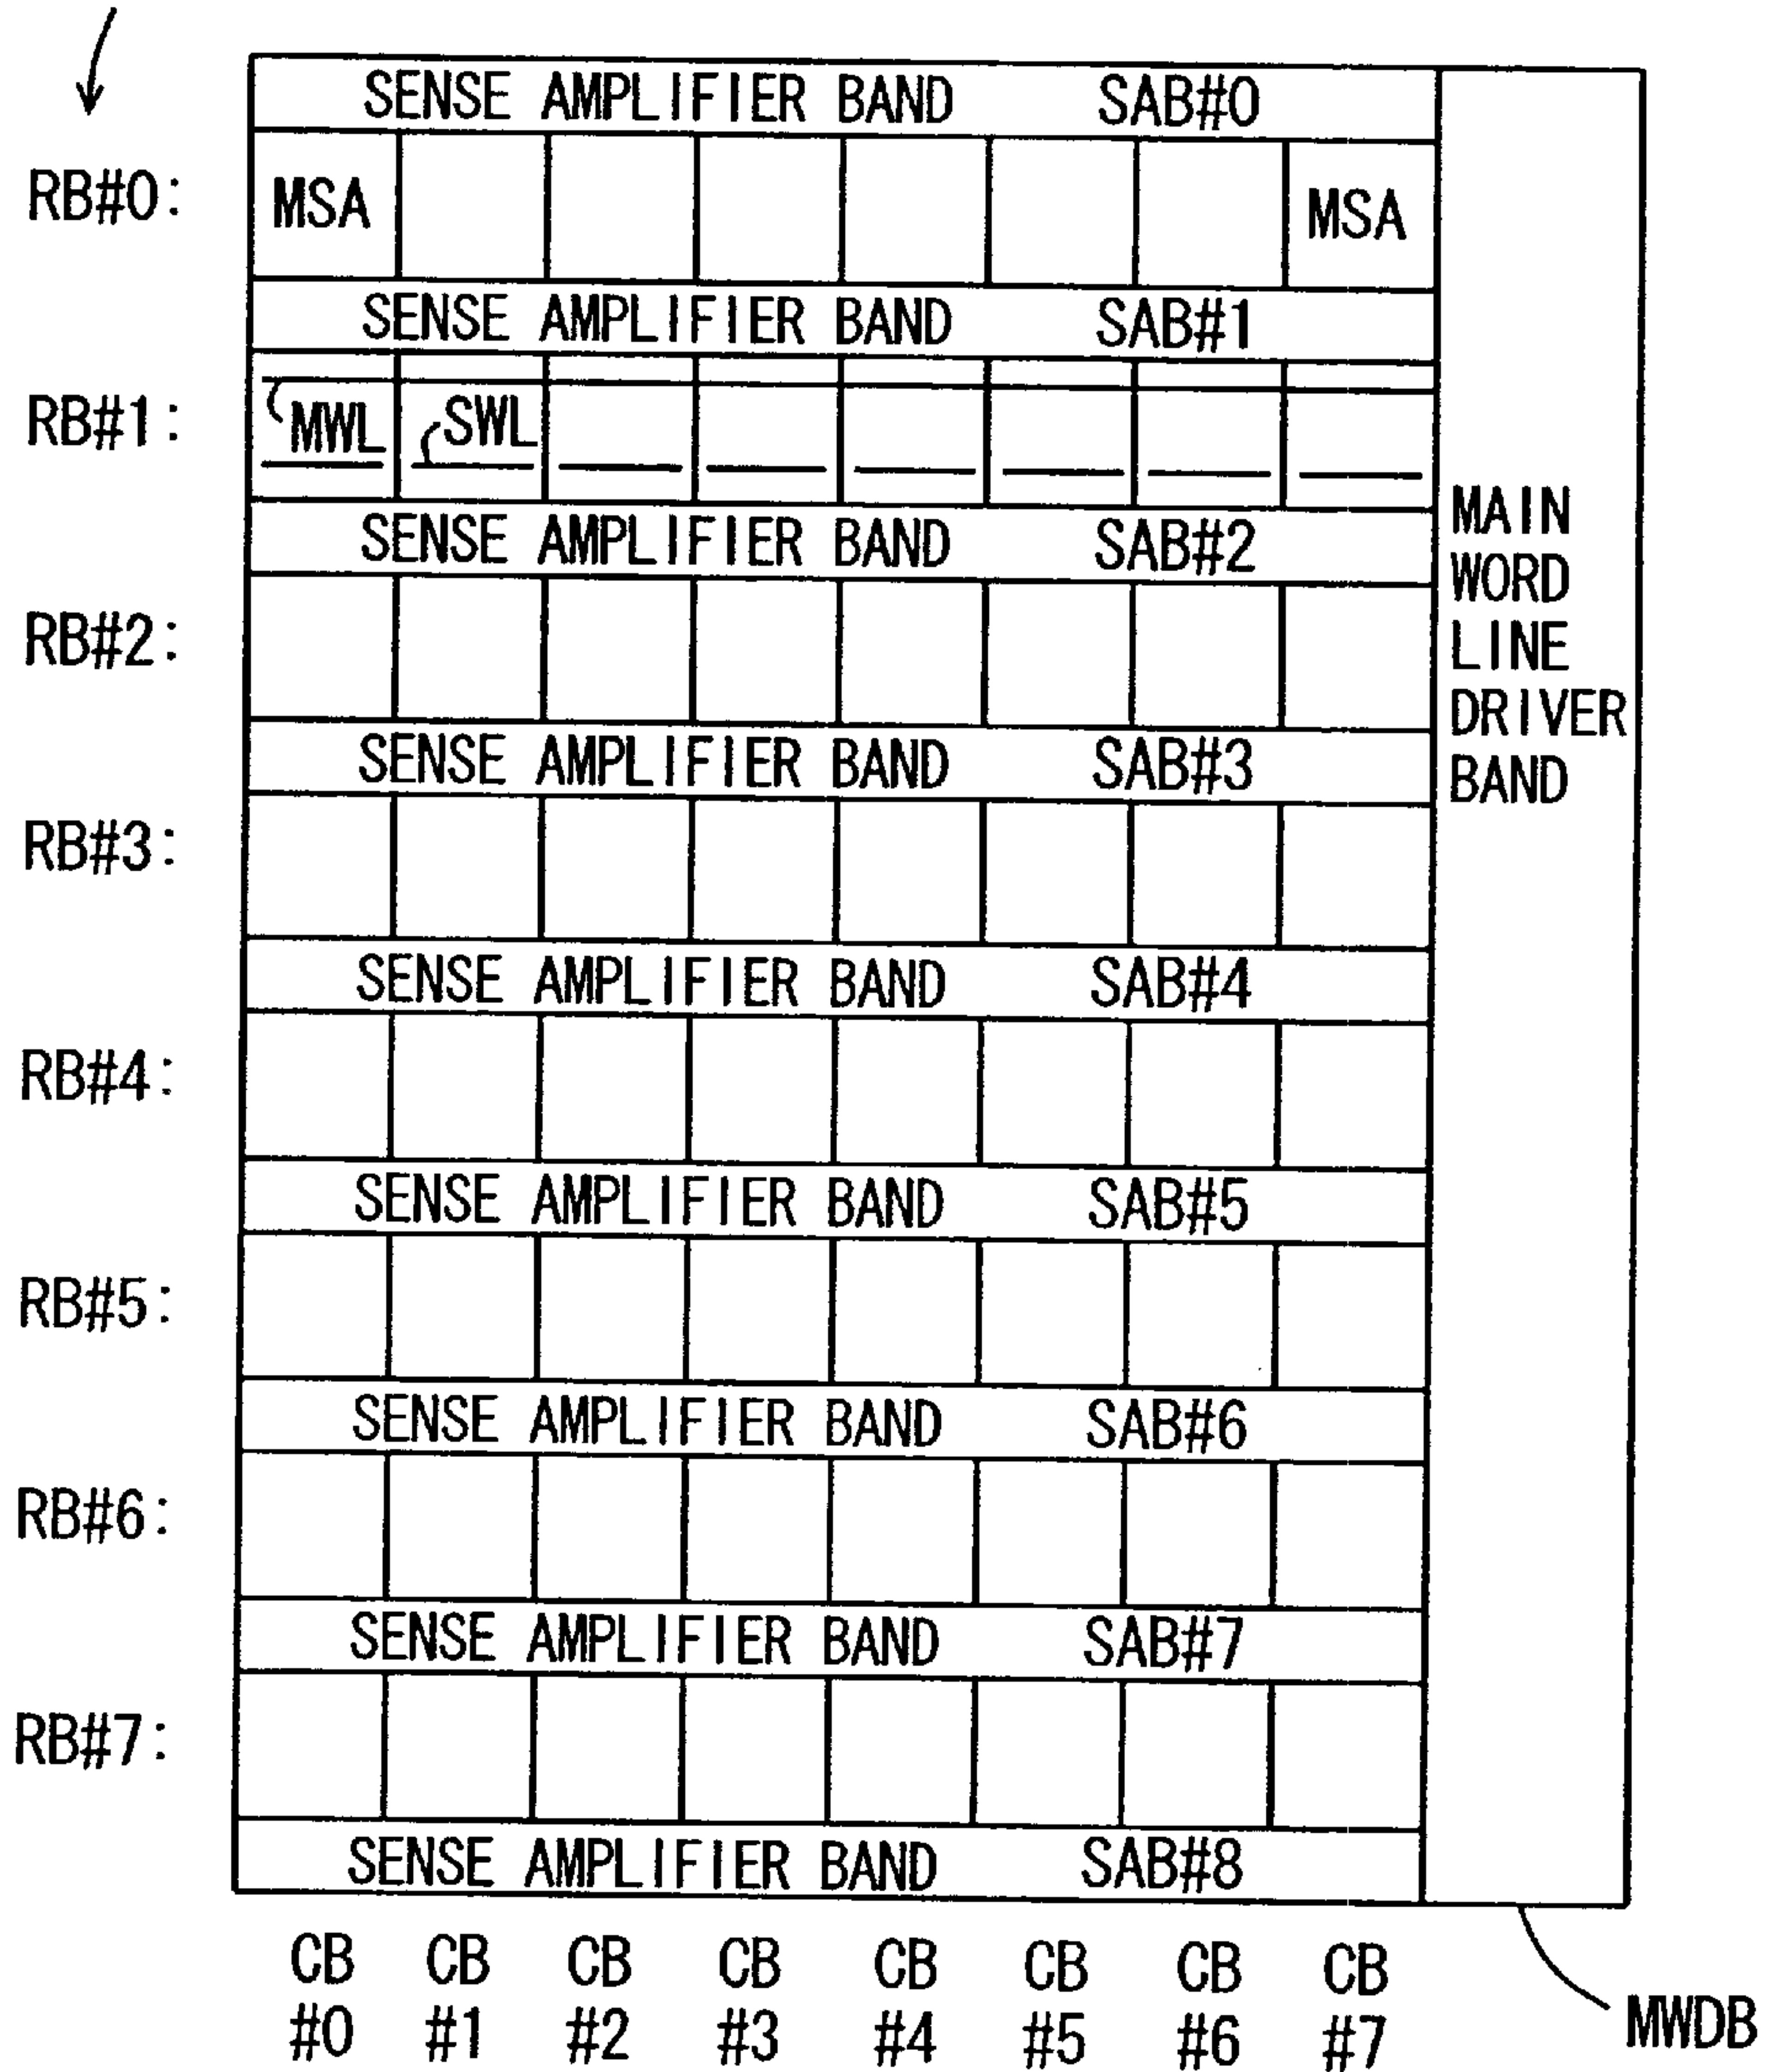 SENSE AMPLIFIER BAND SAB#0
RB#0: MSA MSA
SENSE AMPLIFIER BAND SAB#1
RB#1: MWL SWL
SENSE AMPLIFIER BAND SAB#2
MAIN
WORD
LINE
DRIVER
BAND
RB#2:
SENSE AMPLIFIER BAND SAB#3
RB#3:
SENSE AMPLIFIER BAND SAB#4
RB#4:
SENSE AMPLIFIER BAND SAB#5
RB#5:
SENSE AMPLIFIER BAND SAB#6
RB#6:
SENSE AMPLIFIER BAND SAB#7
RB#7:
SENSE AMPLIFIER BAND SAB#8
CB CB CB CB CB CB CB CB
#0 #1 #2 #3 #4 #5 #6 #7
MWDB